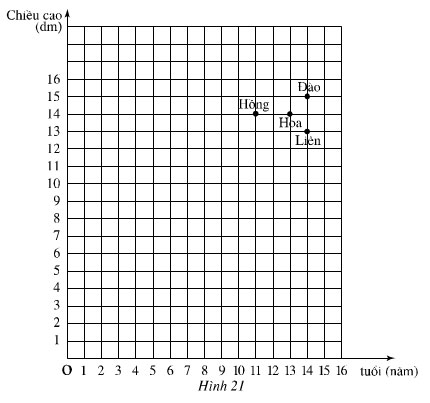 Chiều cao
(dm)
16
15
14
13
12
11
10
9
8
7
6
5
4
3
2
1
Đào
Hồng
Hoa
Liên
O 1 2 3 4 5 6 7 8 9 10 11 12 13 14 15 16 tuổi (năm)
Hình 21